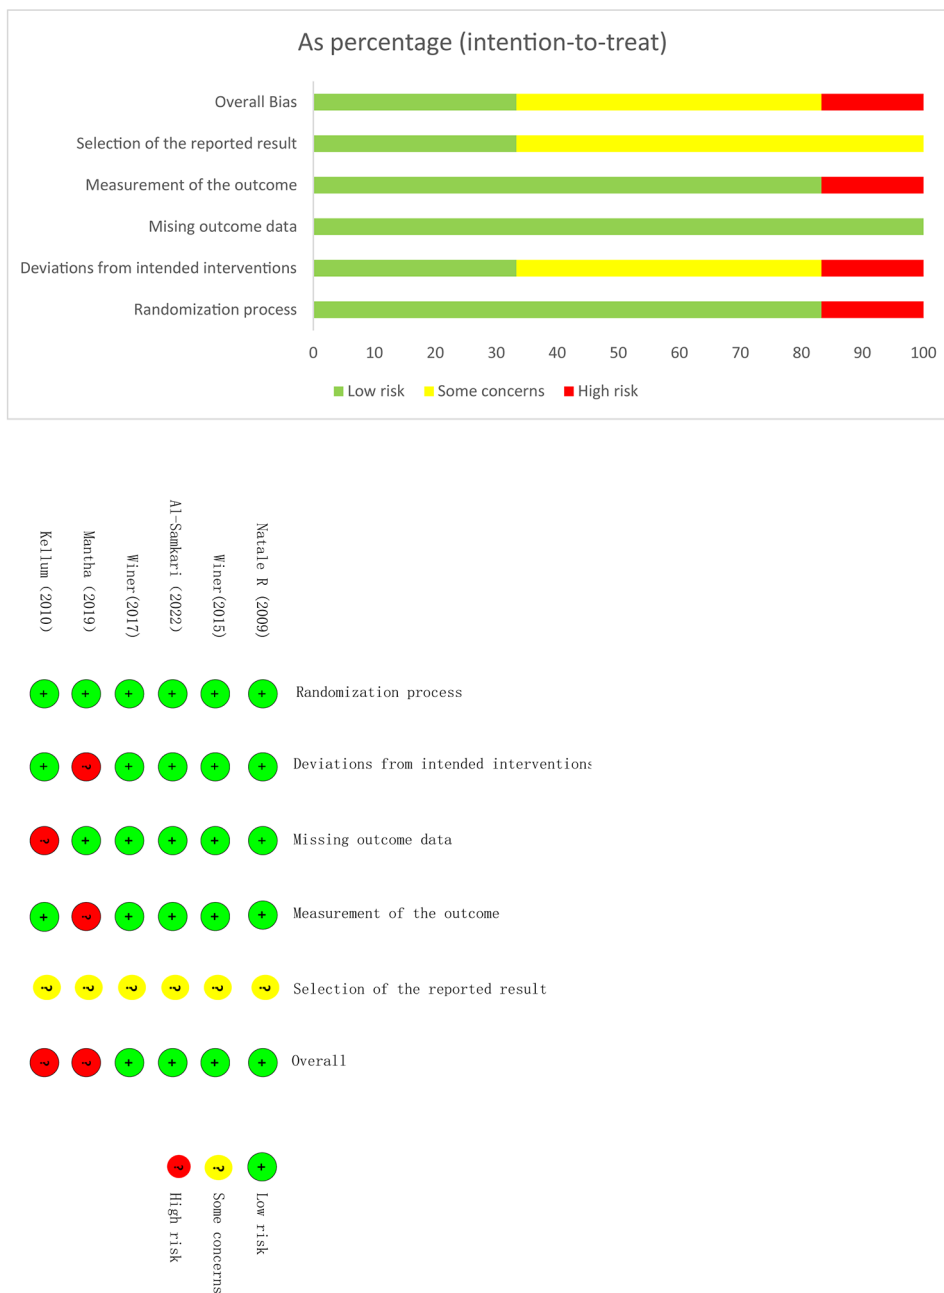 As percentage (intention-to-treat)
Overall Bias
Selection of the reported result
Measurement of the outcome
Mising outcome data
Deviations from intended interventions
Randomization process
0 10 20 30 40 50 60 70 80 90 100
Low risk Some concerns High risk
Kellum (2010)
Mantha (2019)
Winer(2017)
Al-Samkari (2022)
Winer(2015)
Natale R (2009)
+ + + + + + Randomization process
+ ? + + + + Deviations from intended interventions
? + + + + + Missing outcome data
+ ? + + + + Measurement of the outcome
? ? ? ? ? ? Selection of the reported result
? ? + + + + Overall
? ? +
High risk
Some concerns
Low risk